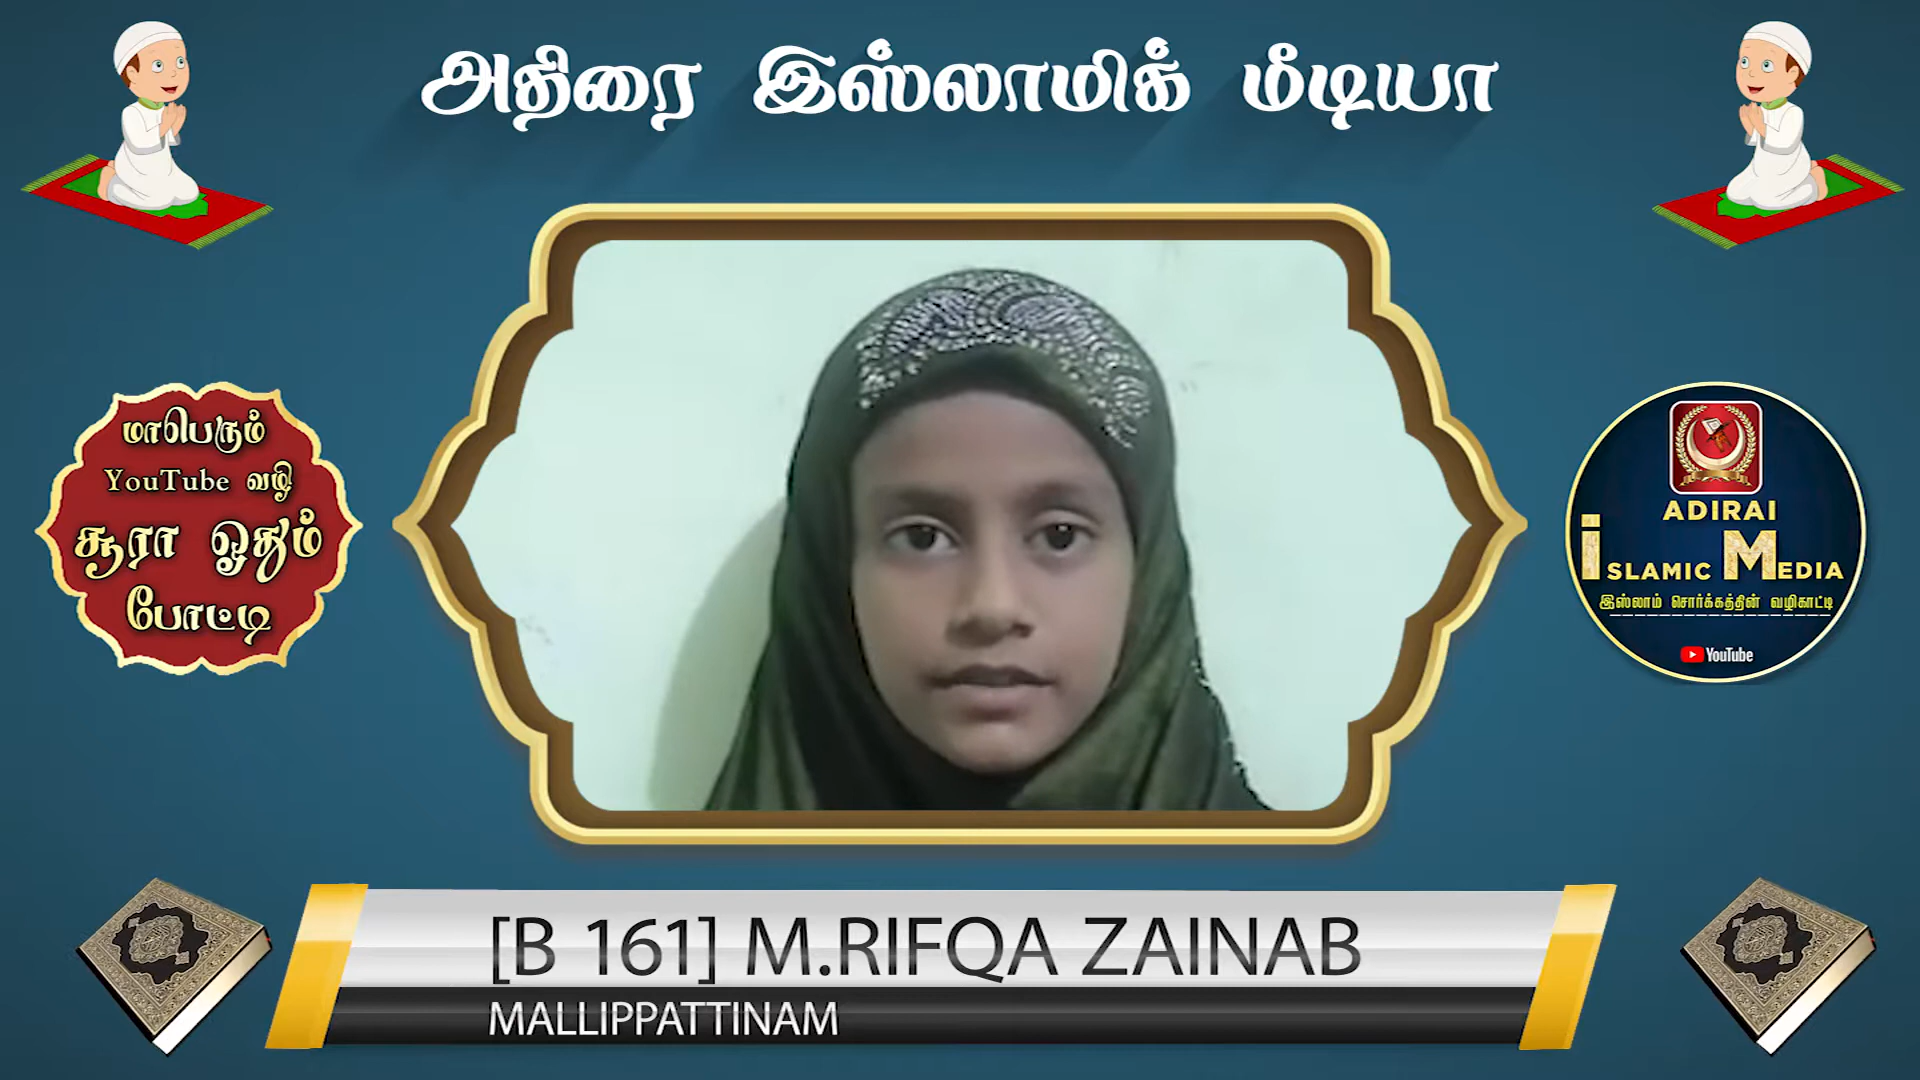 அதிரை இஸ்லாமிக் மீடியா
மாபெரும்
YouTube வழி
சூரா ஓதும்
போட்டி
ADIRAI
iSLAMIC MEDIA
இஸ்லாம் சொர்க்கத்தின் வழிகாட்டி
YouTube
[B 161] M.RIFQA ZAINAB
MALLIPPATTINAM